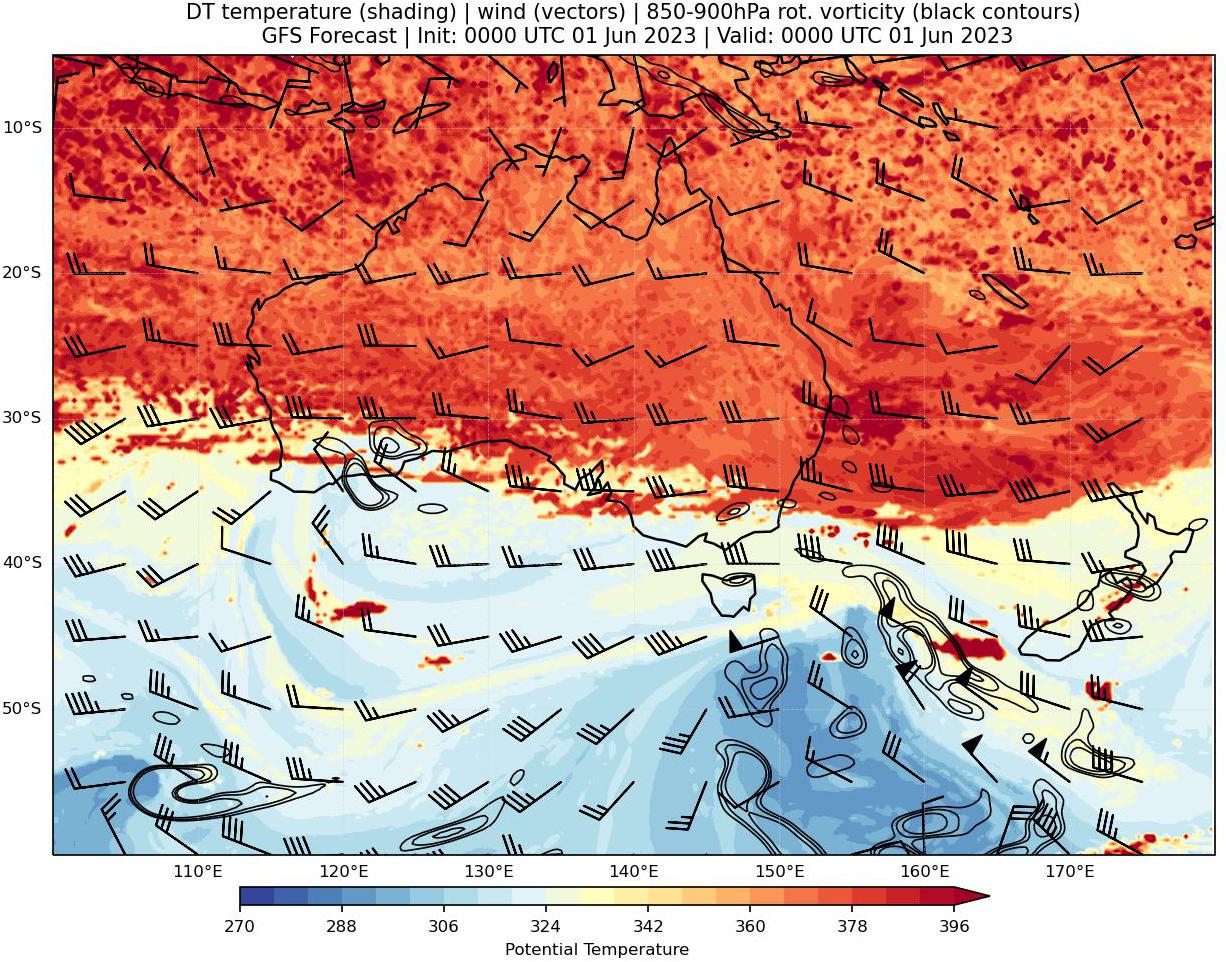 DT temperature (shading) | wind (vectors) | 850-900hPa rot. vorticity (black contours)
GFS Forecast | Init: 0000 UTC 01 Jun 2023 | Valid: 0000 UTC 01 Jun 2023
10°S
20°S
30°S
40°S
50°S
110°E 120°E 130°E 140°E 150°E 160°E 170°E
270 288 306 324 342 360 378 396
Potential Temperature